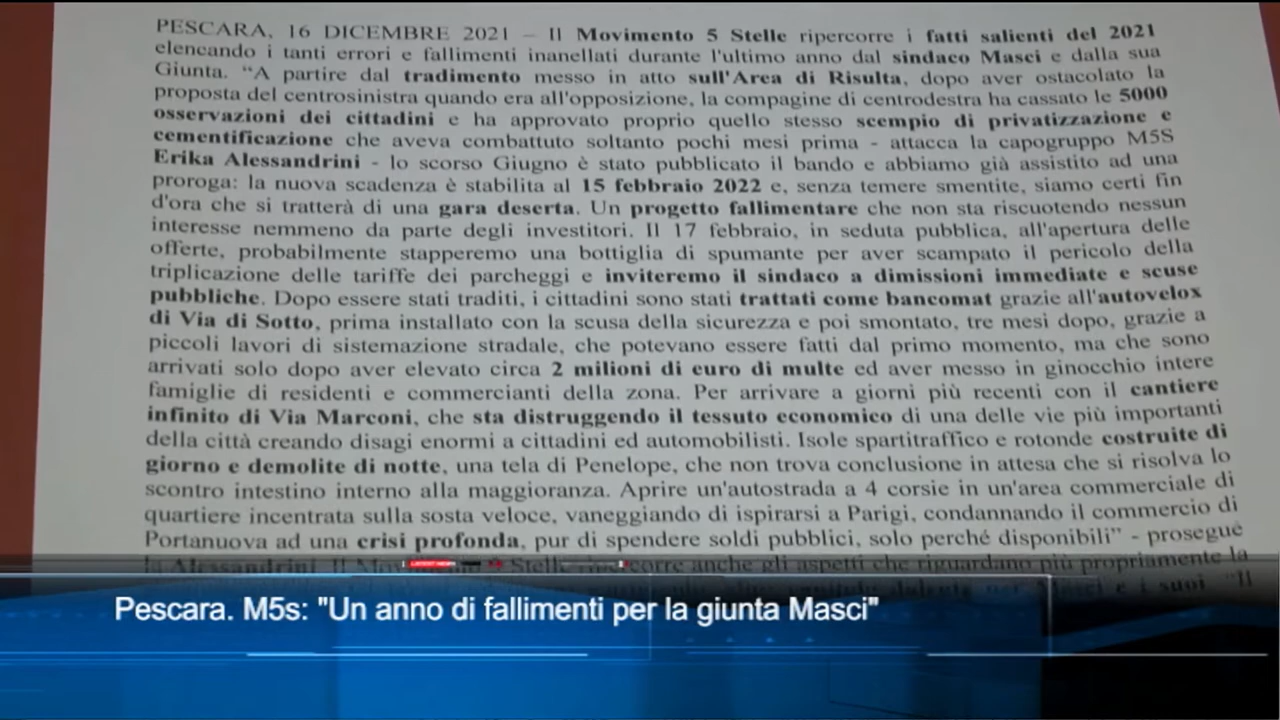 PESCARA, 16 DICEMBRE 2021 – Il Movimento 5 Stelle ripercorre i fatti salienti del 2021
elencando i tanti errori e fallimenti inanellati durante l'ultimo anno dal sindaco Masci e dalla sua
Giunta. "A partire dal tradimento messo in atto sull'Area di Risulta, dopo aver ostacolato la
proposta del centrosinistra quando era all'opposizione, la compagine di centrodestra ha cassato le 5000
osservazioni dei cittadini e ha approvato proprio quello stesso scempio di privatizzazione e
cementificazione che aveva combattuto soltanto pochi mesi prima - attacca la capogruppo M5S
Erika Alessandrini - lo scorso Giugno è stato pubblicato il bando e abbiamo già assistito ad una
proroga: la nuova scadenza è stabilita al 15 febbraio 2022 e, senza temere smentite, siamo certi fin
d'ora che si tratterà di una gara deserta. Un progetto fallimentare che non sta riscuotendo nessun
interesse nemmeno da parte degli investitori. Il 17 febbraio, in seduta pubblica, all'apertura delle
offerte, probabilmente stapperemo una bottiglia di spumante per aver scampato il pericolo della
triplicazione delle tariffe dei parcheggi e inviteremo il sindaco a dimissioni immediate e scuse
pubbliche. Dopo essere stati traditi, i cittadini sono stati trattati come bancomat grazie all'autovelox
di Via di Sotto, prima installato con la scusa della sicurezza e poi smontato, tre mesi dopo, grazie a
piccoli lavori di sistemazione stradale, che potevano essere fatti dal primo momento, ma che sono
arrivati solo dopo aver elevato circa 2 milioni di euro di multe ed aver messo in ginocchio intere
famiglie di residenti e commercianti della zona. Per arrivare a giorni più recenti con il cantiere
infinito di Via Marconi, che sta distruggendo il tessuto economico di una delle vie più importanti
della città creando disagi enormi a cittadini ed automobilisti. Isole spartitraffico e rotonde costruite di
giorno e demolite di notte, una tela di Penelope, che non trova conclusione in attesa che si risolva lo
scontro intestino interno alla maggioranza. Aprire un'autostrada a 4 corsie in un'area commerciale di
quartiere incentrata sulla sosta veloce, vaneggiando di ispirarsi a Parigi, condannando il commercio di
Portanuova ad una crisi profonda, pur di spendere soldi pubblici, solo perché disponibili" - prosegue
la Alessandrini. Il Stelle anche gli aspetti che riguardano più propriamente la
e i suoi "Il
LATEST NEWS
Pescara. M5s: "Un anno di fallimenti per la giunta Masci"